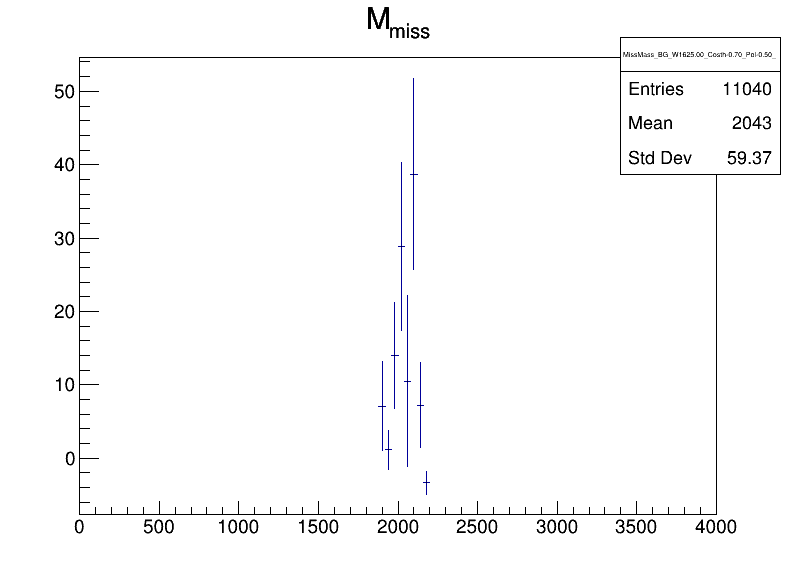 M_miss
MissMass_BG_W1625.00_Costh-0.70_Pol-0.50_
Entries 11040
Mean 2043
Std Dev 59.37
50
40
30
20
10
0
0 500 1000 1500 2000 2500 3000 3500 4000